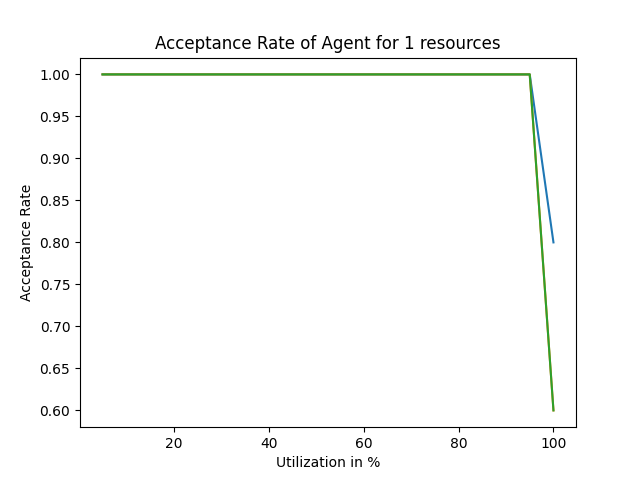 Acceptance Rate of Agent for 1 resources
1.00
0.95
0.90
0.85
0.80
0.75
0.70
0.65
0.60
Acceptance Rate
20 40 60 80 100
Utilization in %